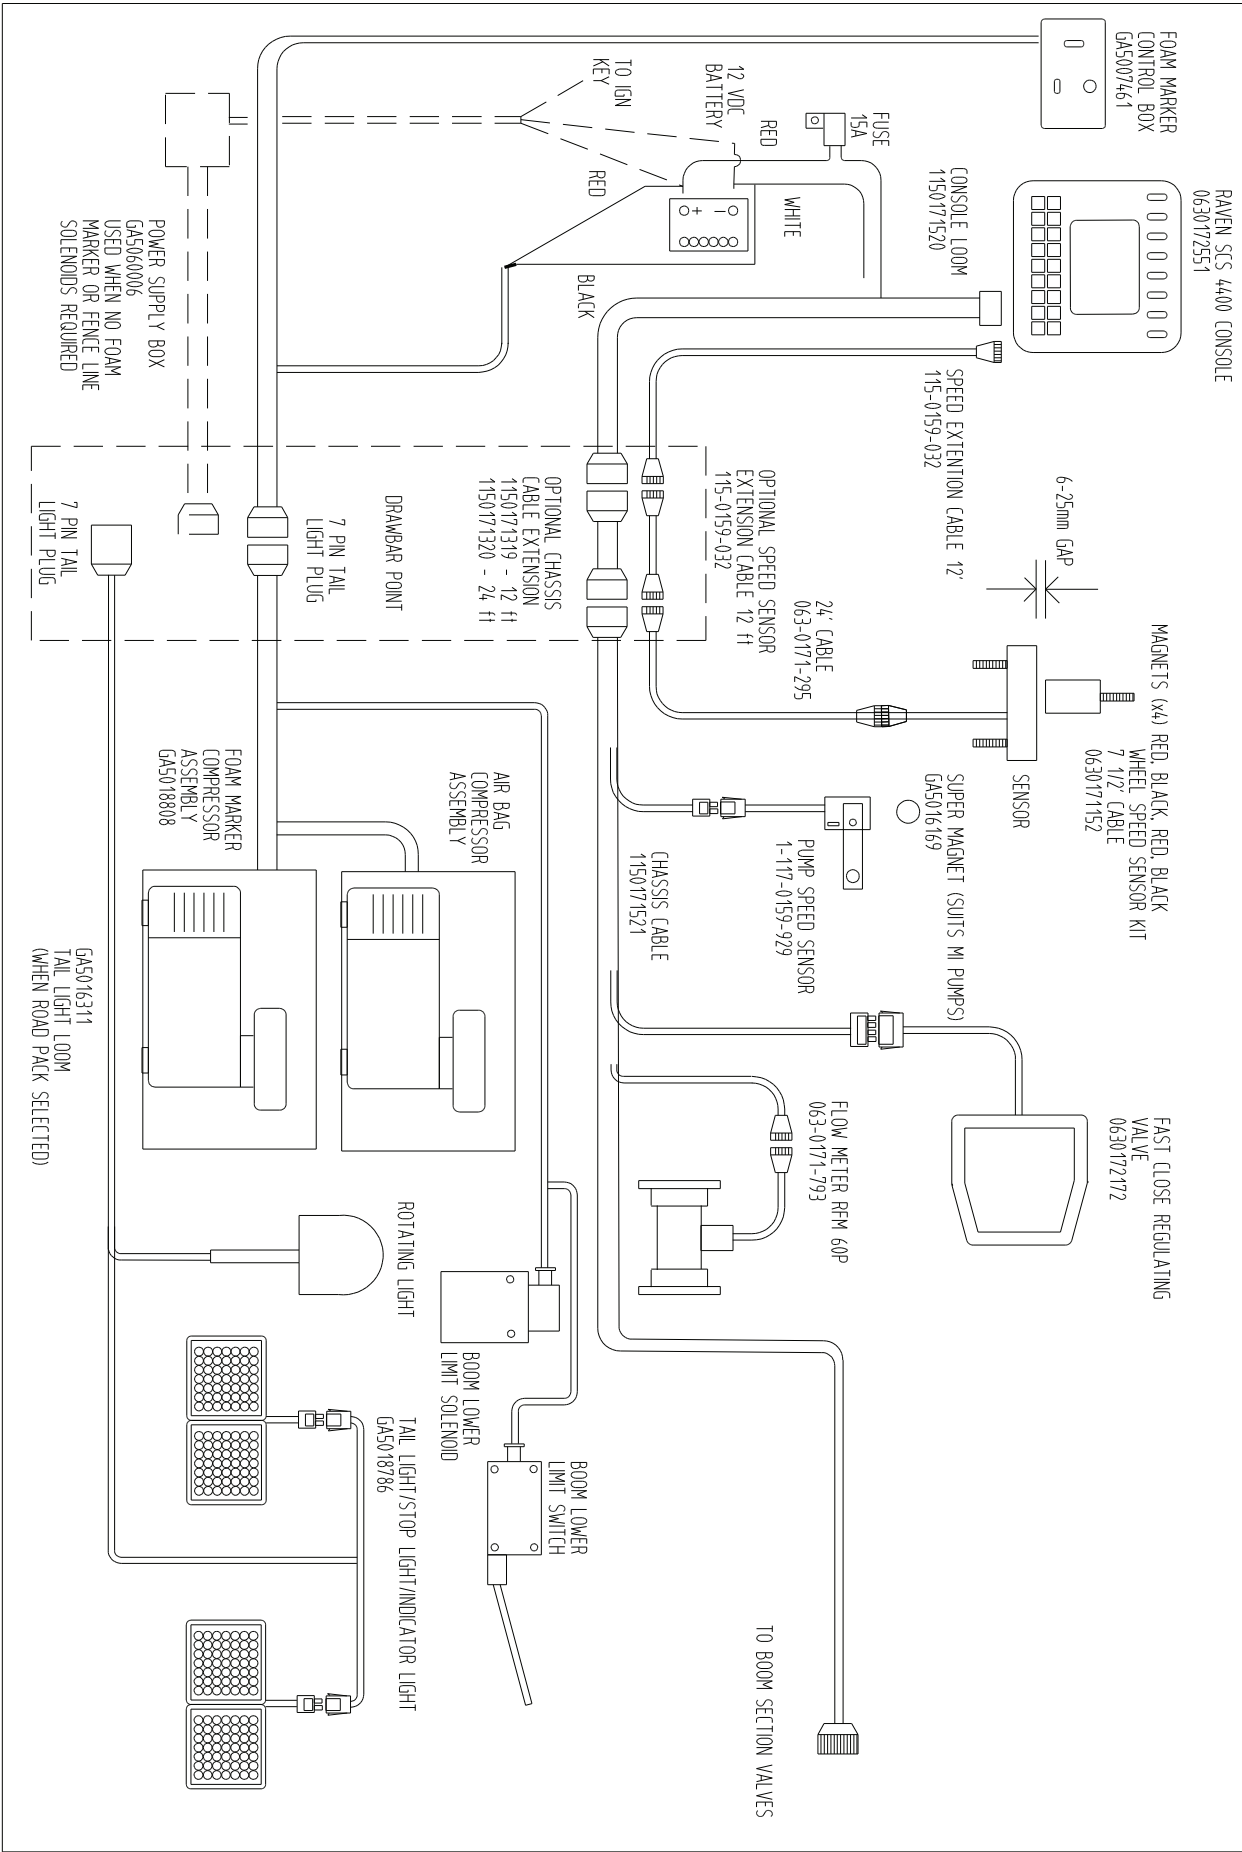 FOAM MARKER
CONTROL BOX
GA5007461
RAVEN SCS 4400 CONSOLE
0630172551
FUSE
15A
12 VDC
BATTERY
RED
TO IGN
KEY
RED
WHITE
BLACK
CONSOLE LOOM
1150171520
SPEED EXTENTION CABLE 12'
115-0159-032
POWER SUPPLY BOX
GA5060006
USED WHEN NO FOAM
MARKER OR FENCE LINE
SOLENOIDS REQUIRED
6-25mm GAP
MAGNETS (x4) RED, BLACK, RED, BLACK
WHEEL SPEED SENSOR KIT
7 1/2' CABLE
0630171152
SENSOR
OPTIONAL SPEED SENSOR
EXTENSION CABLE 12 ft
115-0159-032
24' CABLE
063-0171-295
OPTIONAL CHASSIS
CABLE EXTENSION
1150171319 - 12 ft
1150171320 - 24 ft
DRAWBAR POINT
7 PIN TAIL
LIGHT PLUG
7 PIN TAIL
LIGHT PLUG
SUPER MAGNET (SUITS MI PUMPS)
GA5016169
PUMP SPEED SENSOR
1-117-0159-929
CHASSIS CABLE
1150171521
AIR BAG
COMPRESSOR
ASSEMBLY
FOAM MARKER
COMPRESSOR
ASSEMBLY
GA5018808
GA5016311
TAIL LIGHT LOOM
(WHEN ROAD PACK SELECTED)
FAST CLOSE REGULATING
VALVE
0630172172
FLOW METER RFM 60P
063-0171-793
ROTATING LIGHT
BOOM LOWER
LIMIT SOLENOID
BOOM LOWER
LIMIT SWITCH
TAIL LIGHT/STOP LIGHT/INDICATOR LIGHT
GA5018786
TO BOOM SECTION VALVES